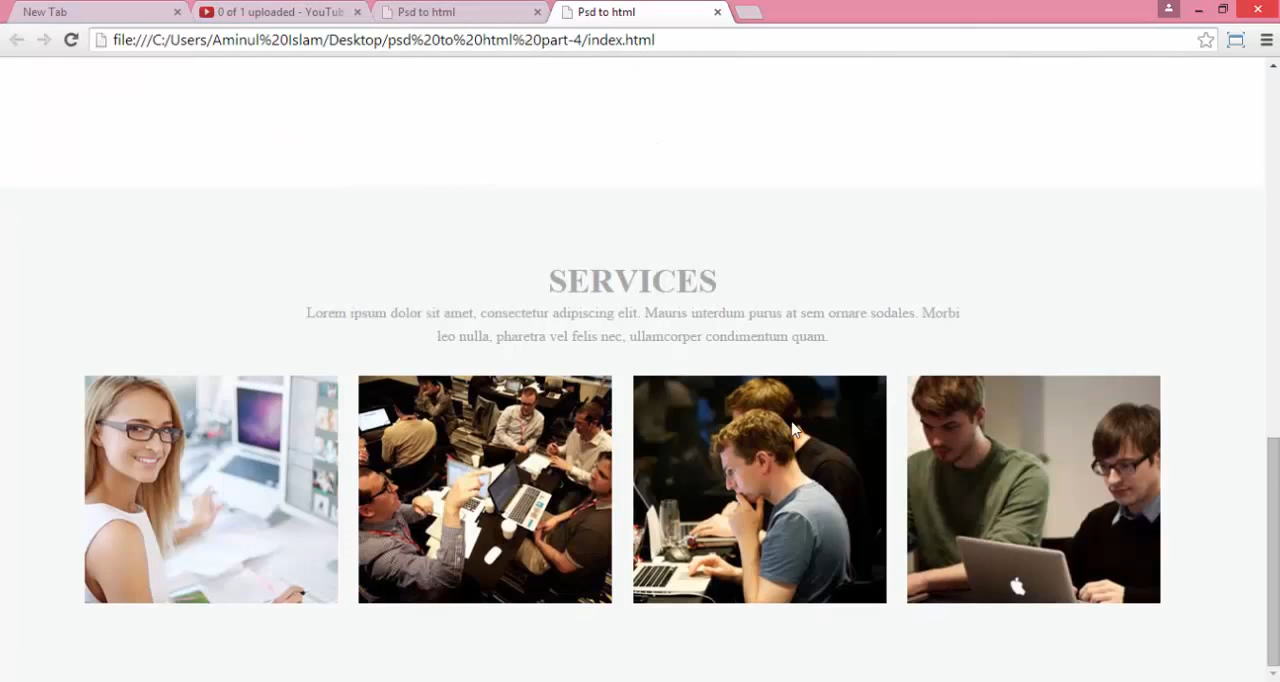 New Tab
0 of 1 uploaded - YouTub
Psd to html
Psd to html
file:///C:/Users/Aminul%20Islam/Desktop/psd%20to%20html%20part-4/index.html
SERVICES
Lorem ipsum dolor sit amet, consectetur adipiscing elit. Mauris interdum purus at sem ornare sodales. Morbi
leo nulla, pharetra vel felis nec, ullamcorper condimentum quam.